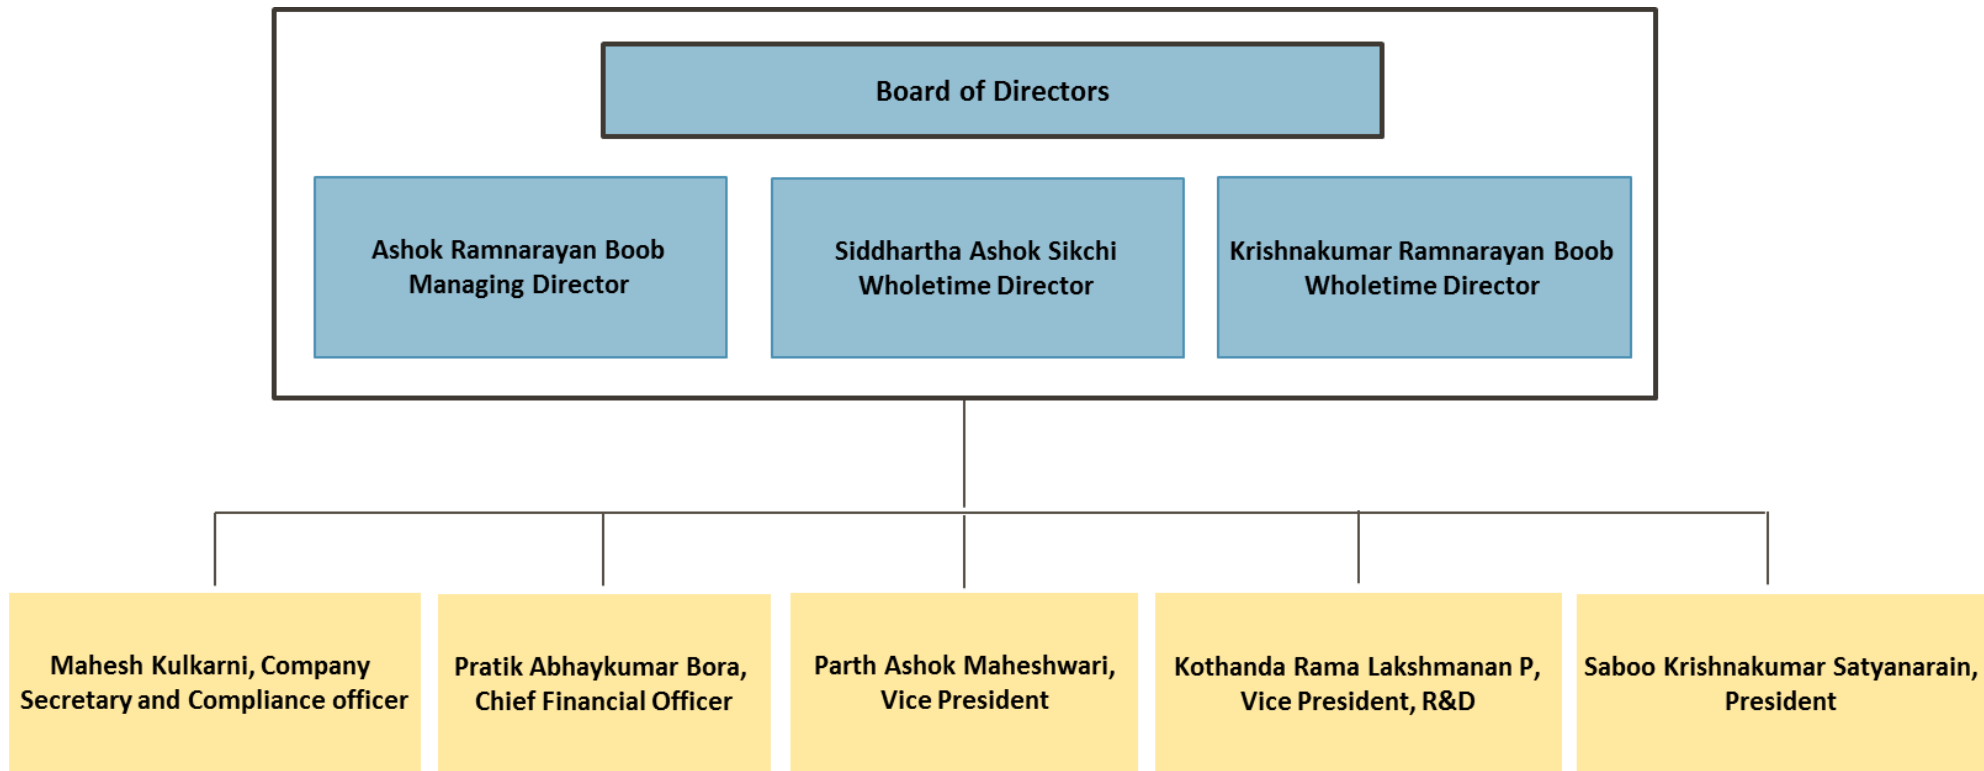 Board of Directors
Ashok Ramnarayan Boob
Managing Director
Siddhartha Ashok Sikchi
Wholetime Director
Krishnakumar Ramnarayan Boob
Wholetime Director
Mahesh Kulkarni, Company
Secretary and Compliance officer
Pratik Abhaykumar Bora,
Chief Financial Officer
Parth Ashok Maheshwari,
Vice President
Kothanda Rama Lakshmanan P,
Vice President, R&D
Saboo Krishnakumar Satyanarain,
President